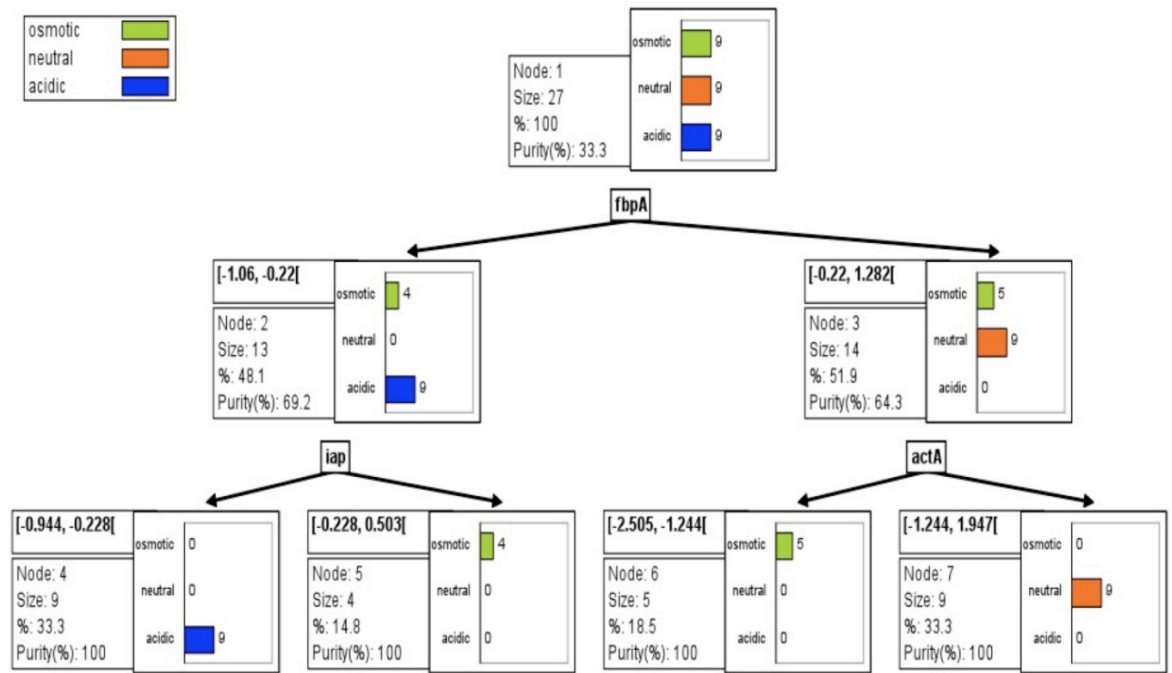 osmotic
neutral
acidic
Node: 1
Size: 27
%: 100
Purity(%): 33.3
osmotic 9
neutral 9
acidic 9
fbpA
[-1.06, -0.22[
Node: 2
Size: 13
%: 48.1
Purity(%): 69.2
osmotic 4
neutral 0
acidic 9
[-0.22, 1.282[
Node: 3
Size: 14
%: 51.9
Purity(%): 64.3
osmotic 5
neutral 9
acidic 0
iap
actA
[-0.944, -0.228[
Node: 4
Size: 9
%: 33.3
Purity(%): 100
osmotic 0
neutral 0
acidic 9
[-0.228, 0.503[
Node: 5
Size: 4
%: 14.8
Purity(%): 100
osmotic 4
neutral 0
acidic 0
[-2.505, -1.244[
Node: 6
Size: 5
%: 18.5
Purity(%): 100
osmotic 5
neutral 0
acidic 0
[-1.244, 1.947[
Node: 7
Size: 9
%: 33.3
Purity(%): 100
osmotic 0
neutral 9
acidic 0